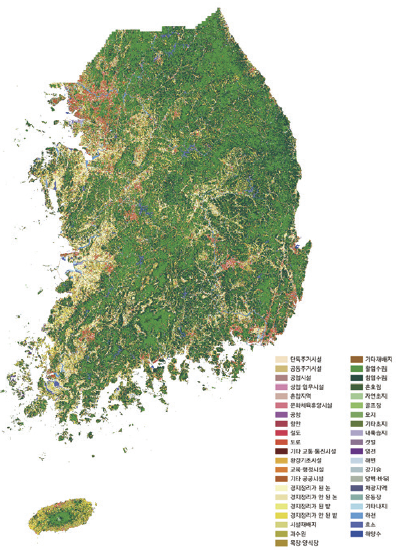 단독주거시설
공동주거시설
공업시설
상업·업무시설
혼합지역
문화체육휴양시설
공항
항만
철도
도로
기타 교통·통신시설
환경기초시설
교육·행정시설
기타 공공시설
경지정리가 된 논
경지정리가 안 된 논
경지정리가 된 밭
경지정리가 안 된 밭
시설재배지
과수원
목장·양식장
기타재배지
활엽수림
침엽수림
혼효림
자연초지
골프장
묘지
기타초지
내륙습지
갯벌
염전
해변
강기슭
암벽·바위
채광지역
운동장
기타나지
하천
호소
해양수